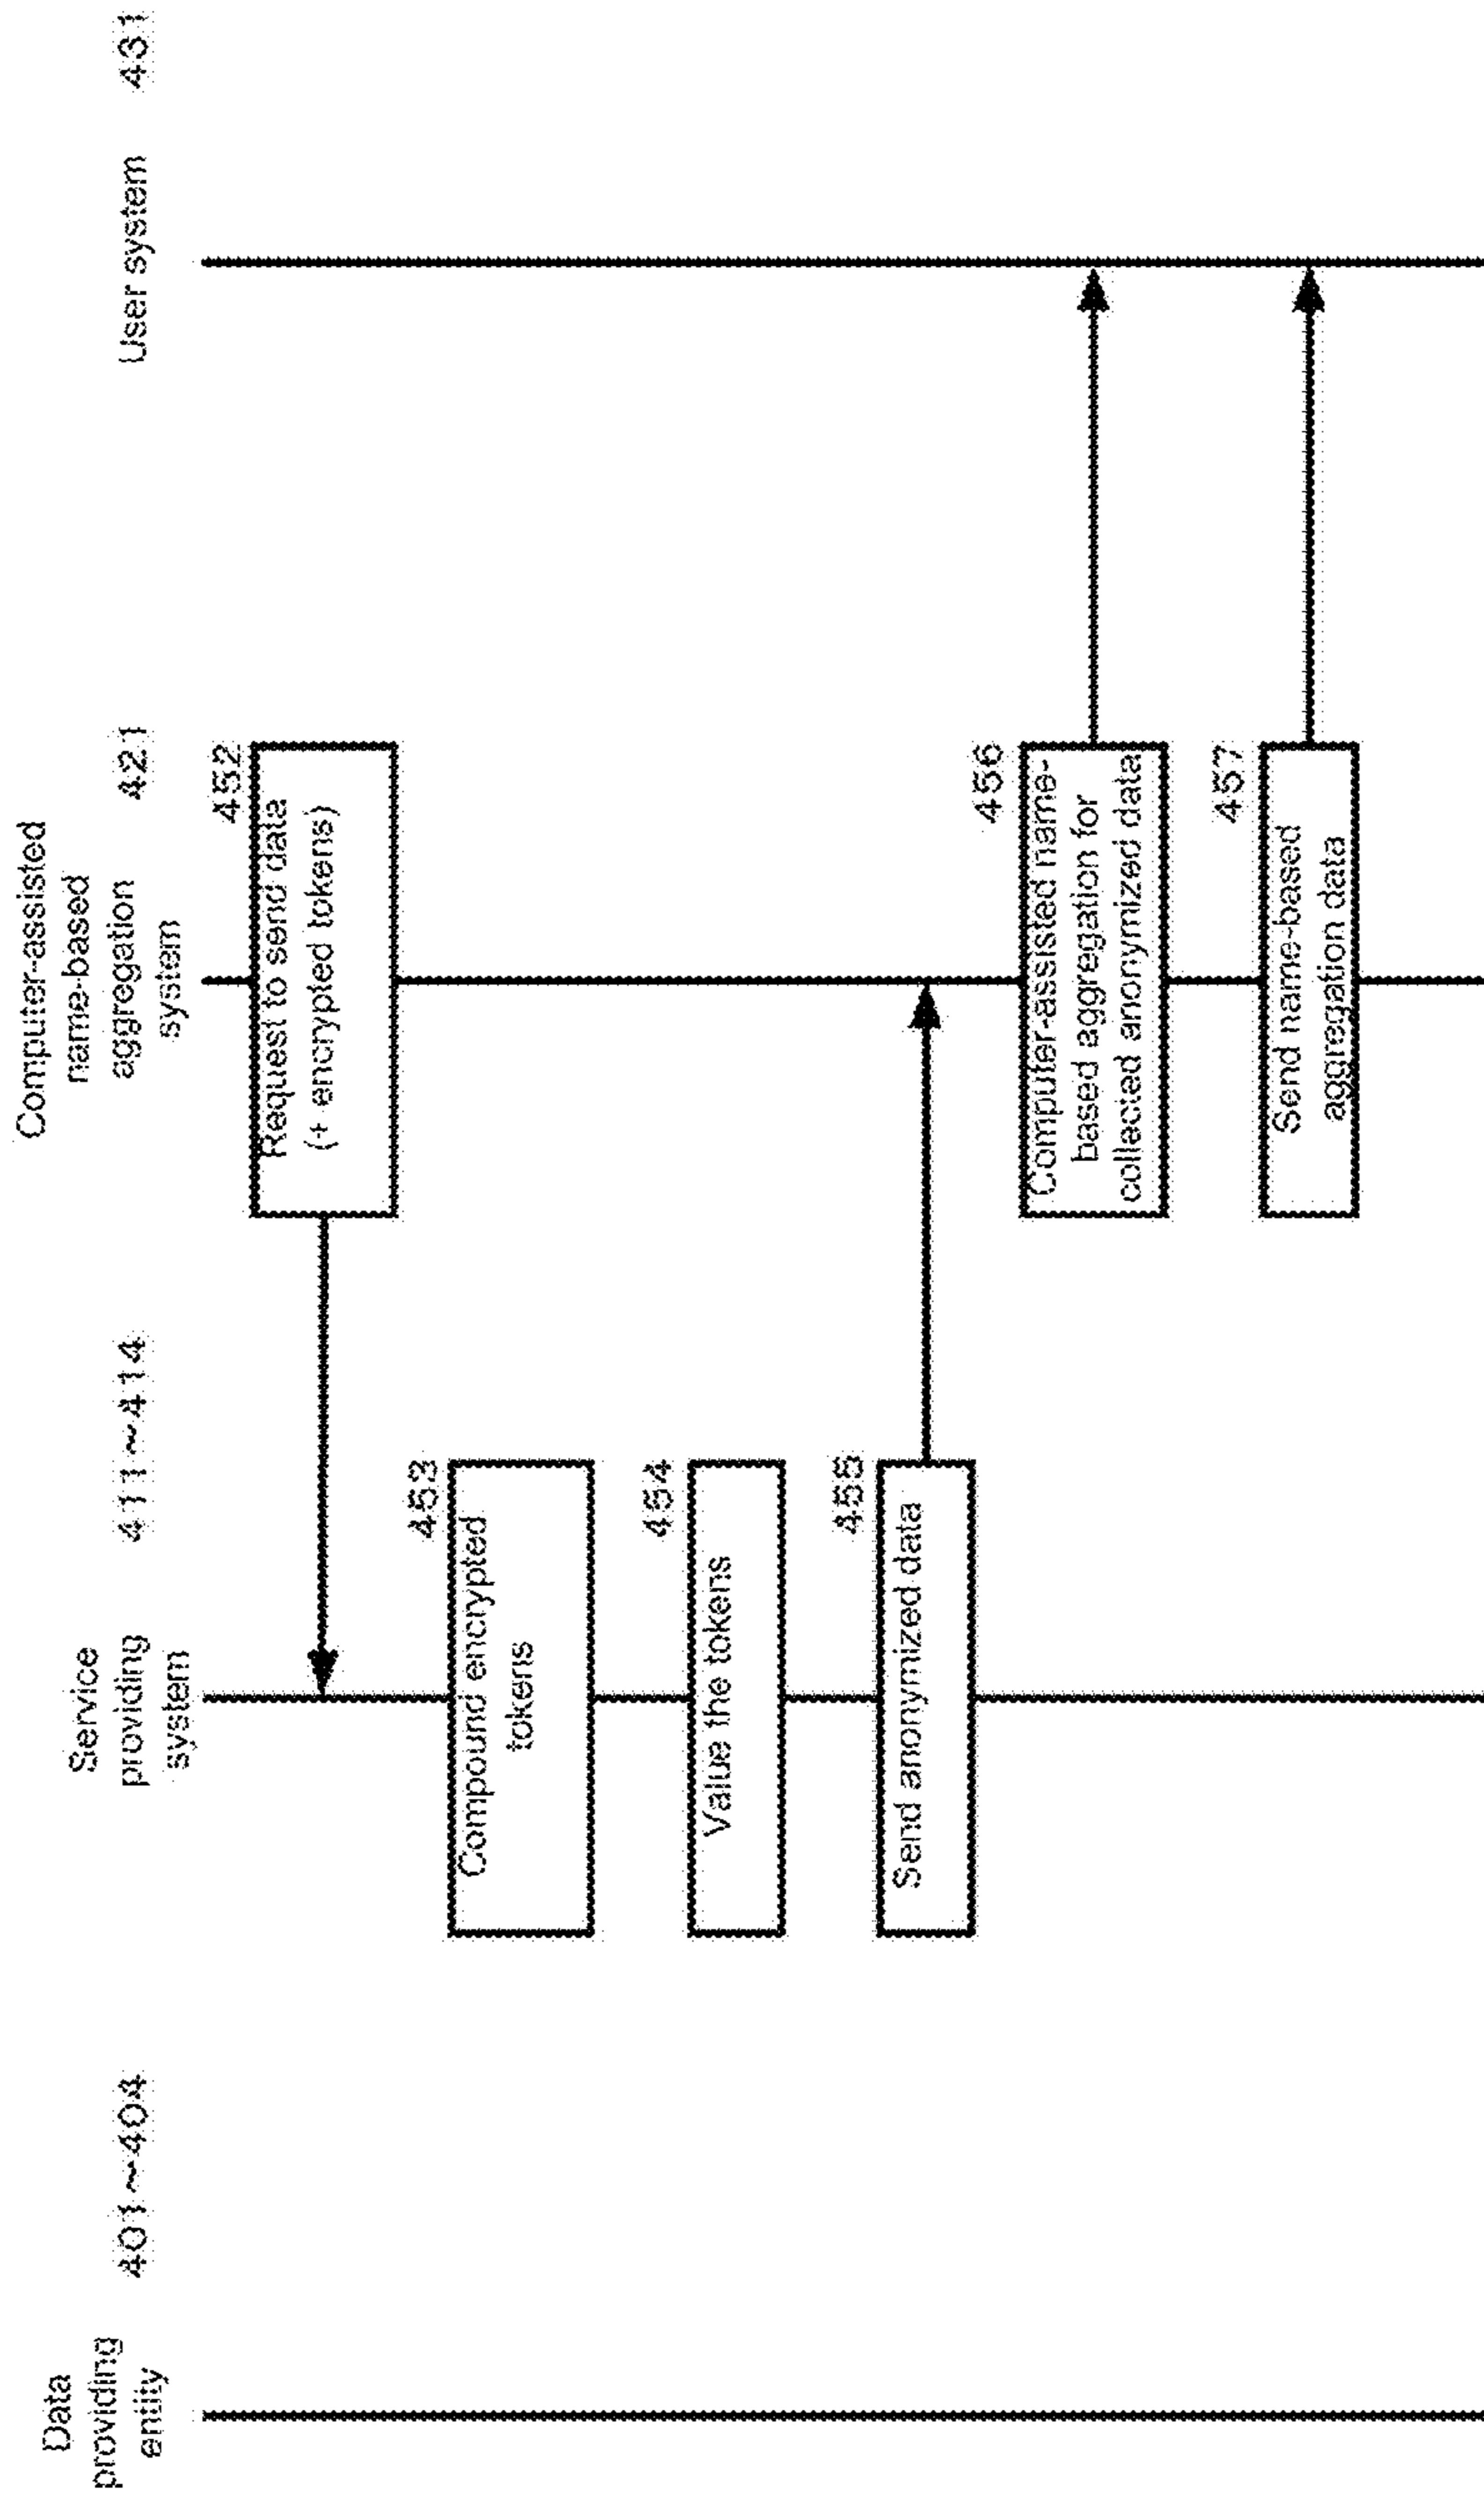 Data
providing
entity
401~404
Service
providing
system
411~414
Computer-assisted
name-based
aggregation
system
421
User system
431
452
Request to send data
(+ encrypted tokens)
453
Compound encrypted
tokens
454
Value the tokens
455
Send anonymized data
456
Computer-assisted name-
based aggregation for
collected anonymized data
457
Send name-based
aggregation data